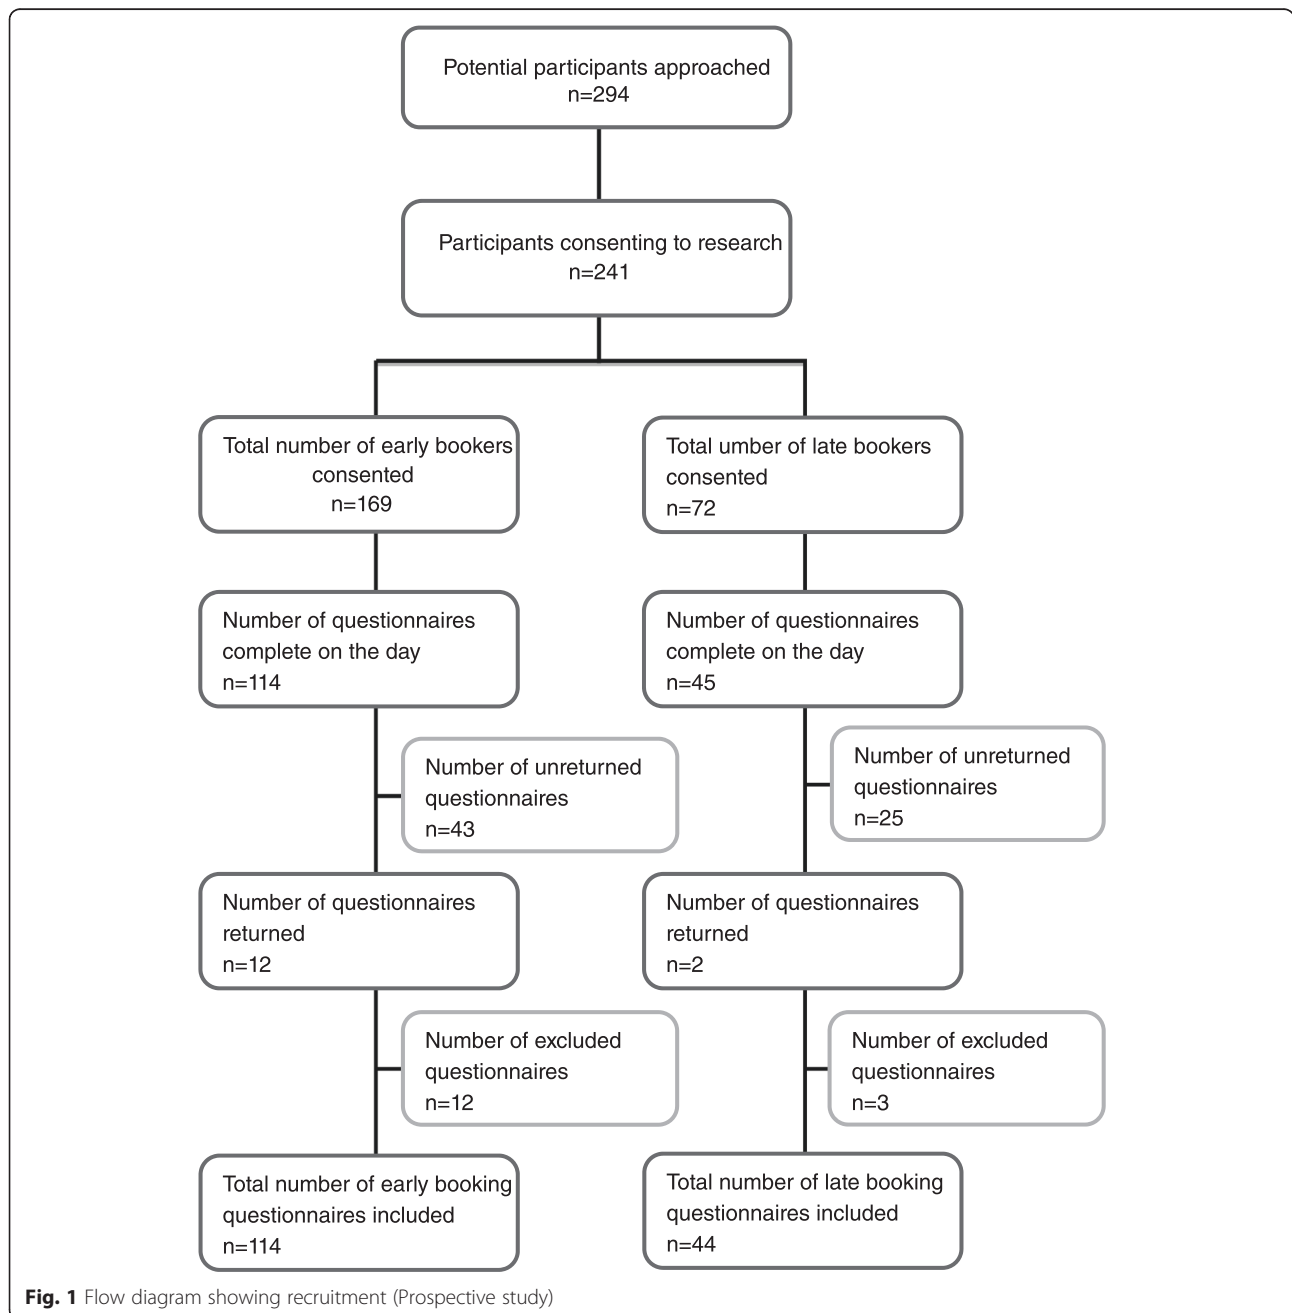 Potential participants approached
n=294
Participants consenting to research
n=241
Total number of early bookers
consented
n=169
Total umber of late bookers
consented
n=72
Number of questionnaires
complete on the day
n=114
Number of questionnaires
complete on the day
n=45
Number of unreturned
questionnaires
n=43
Number of unreturned
questionnaires
n=25
Number of questionnaires
returned
n=12
Number of questionnaires
returned
n=2
Number of excluded
questionnaires
n=12
Number of excluded
questionnaires
n=3
Total number of early booking
questionnaires included
n=114
Total number of late booking
questionnaires included
n=44
Fig. 1 Flow diagram showing recruitment (Prospective study)